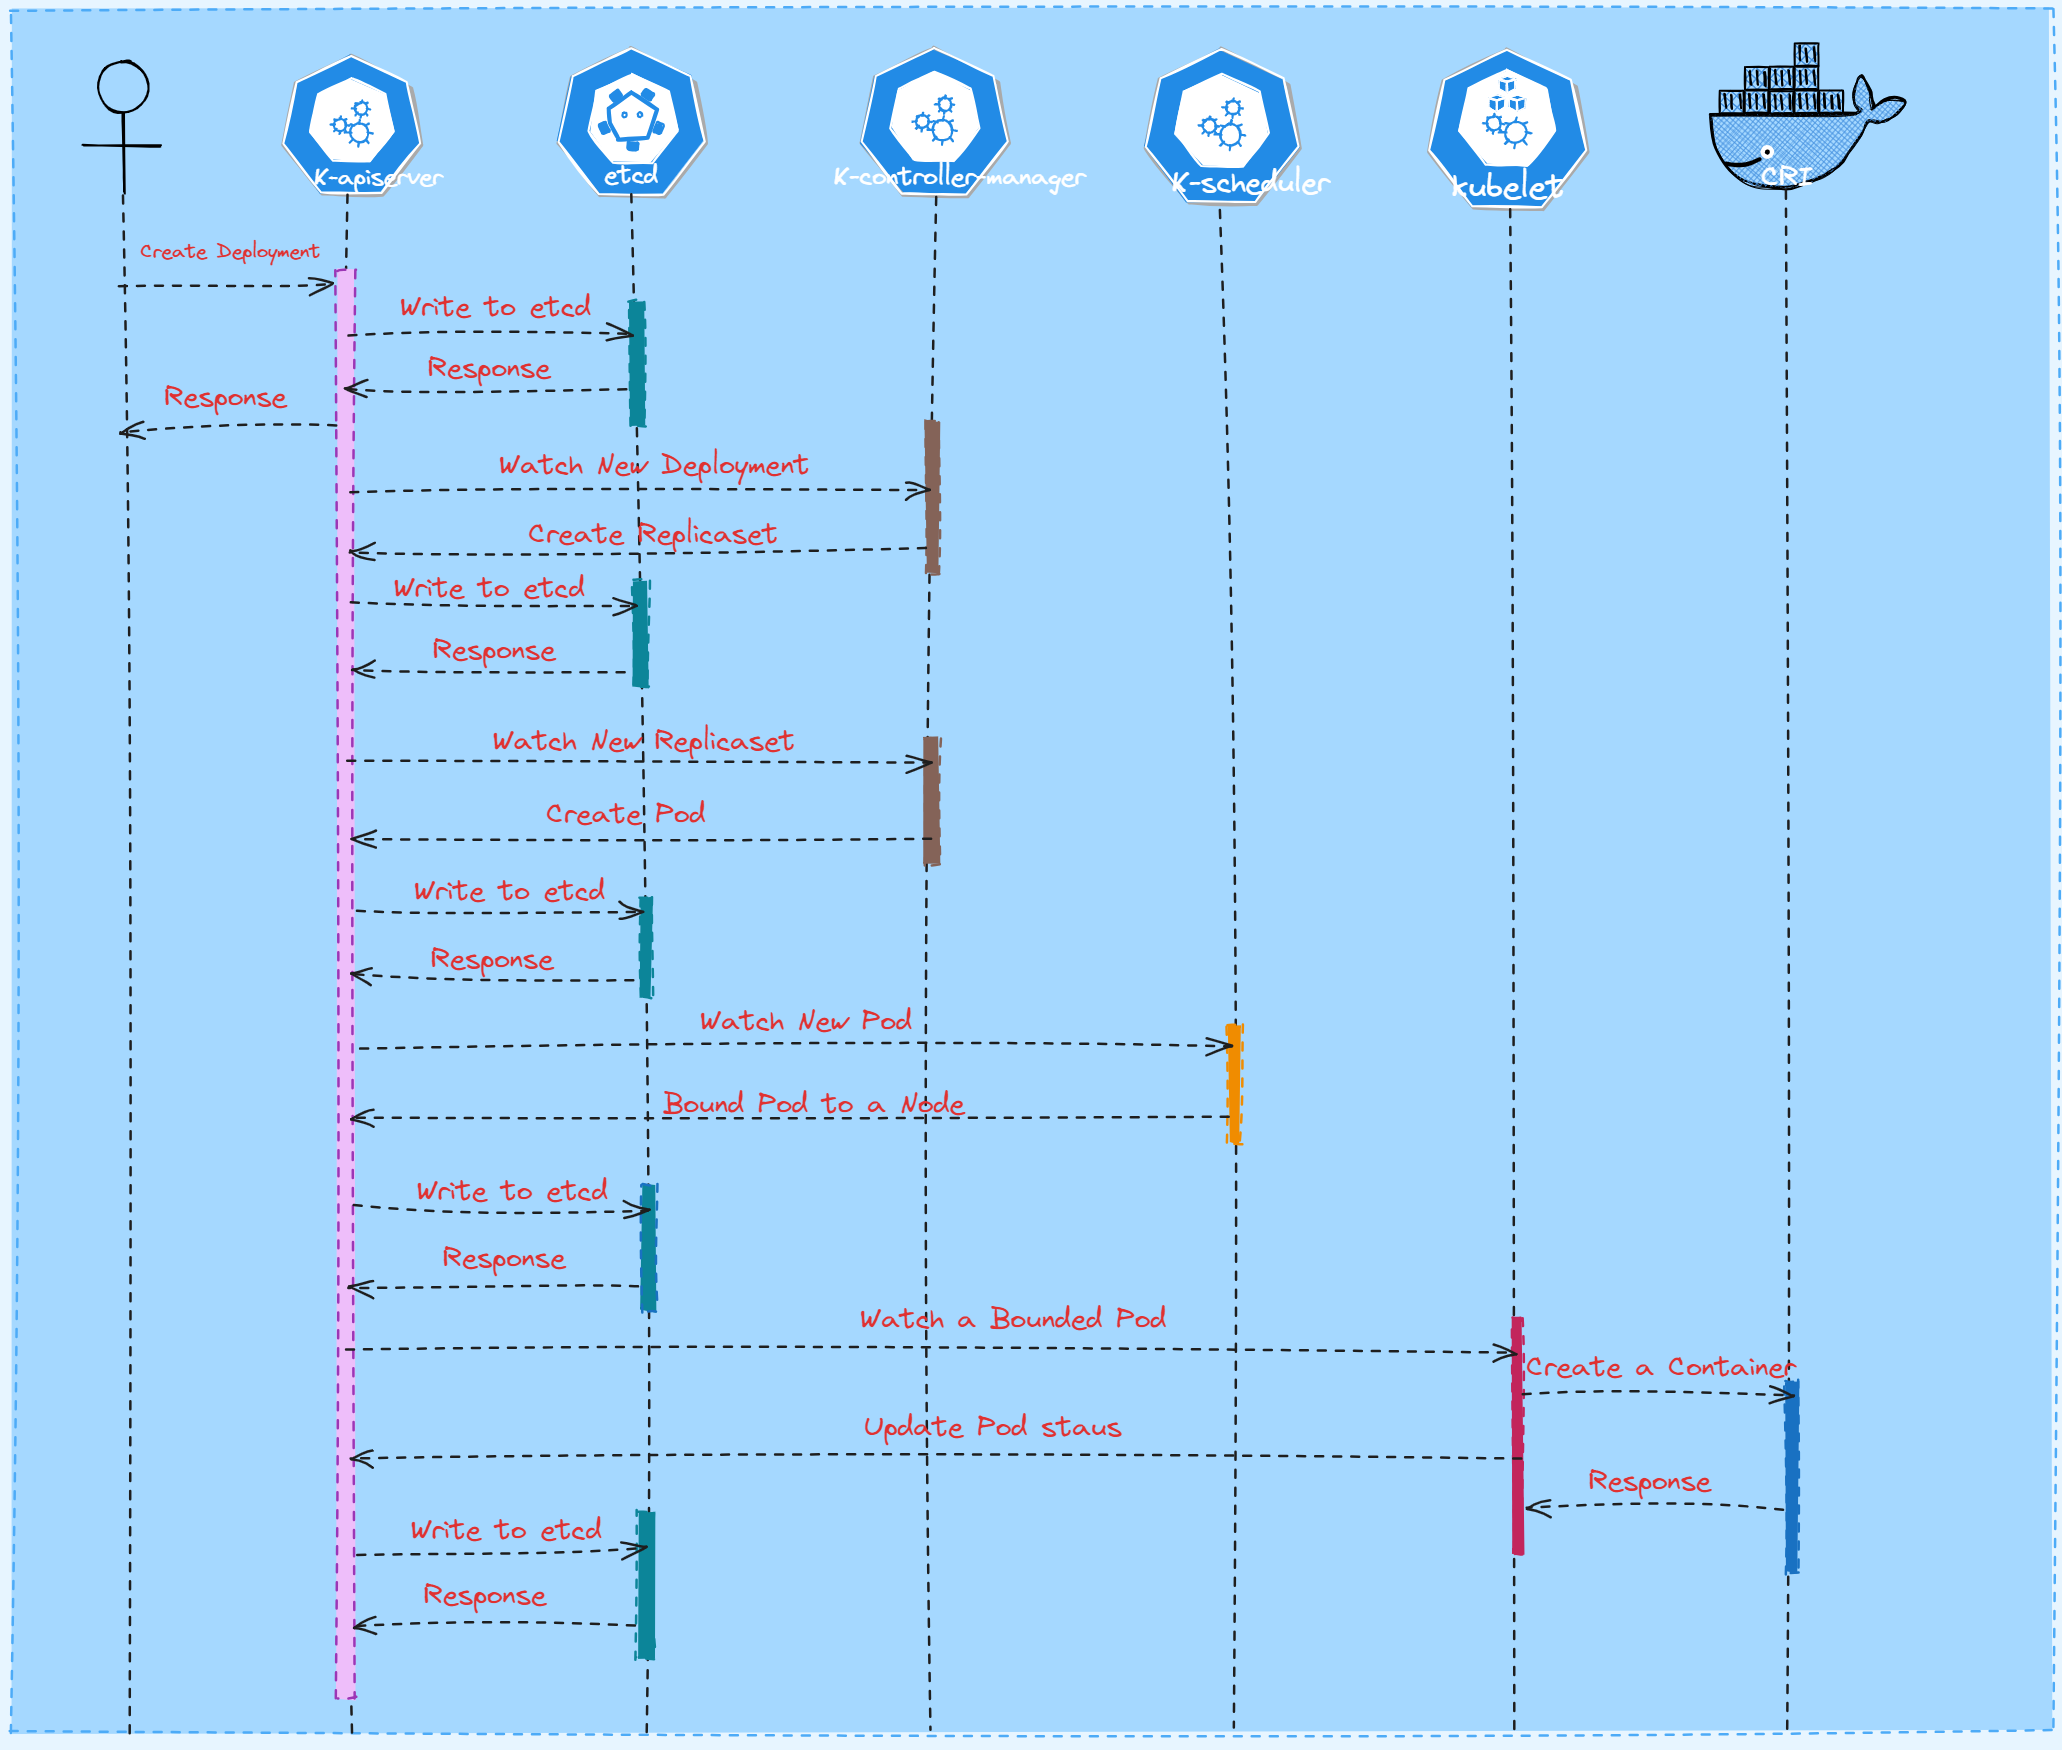 K-apiserver
etcd
K-controller-manager
K-scheduler
kubelet
CRI
Create Deployment
Write to etcd
Response
Response
Watch New Deployment
Create Replicaset
Write to etcd
Response
Watch New Replicaset
Create Pod
Write to etcd
Response
Watch New Pod
Bound Pod to a Node
Write to etcd
Response
Watch a Bounded Pod
Create a Container
Update Pod staus
Response
Write to etcd
Response